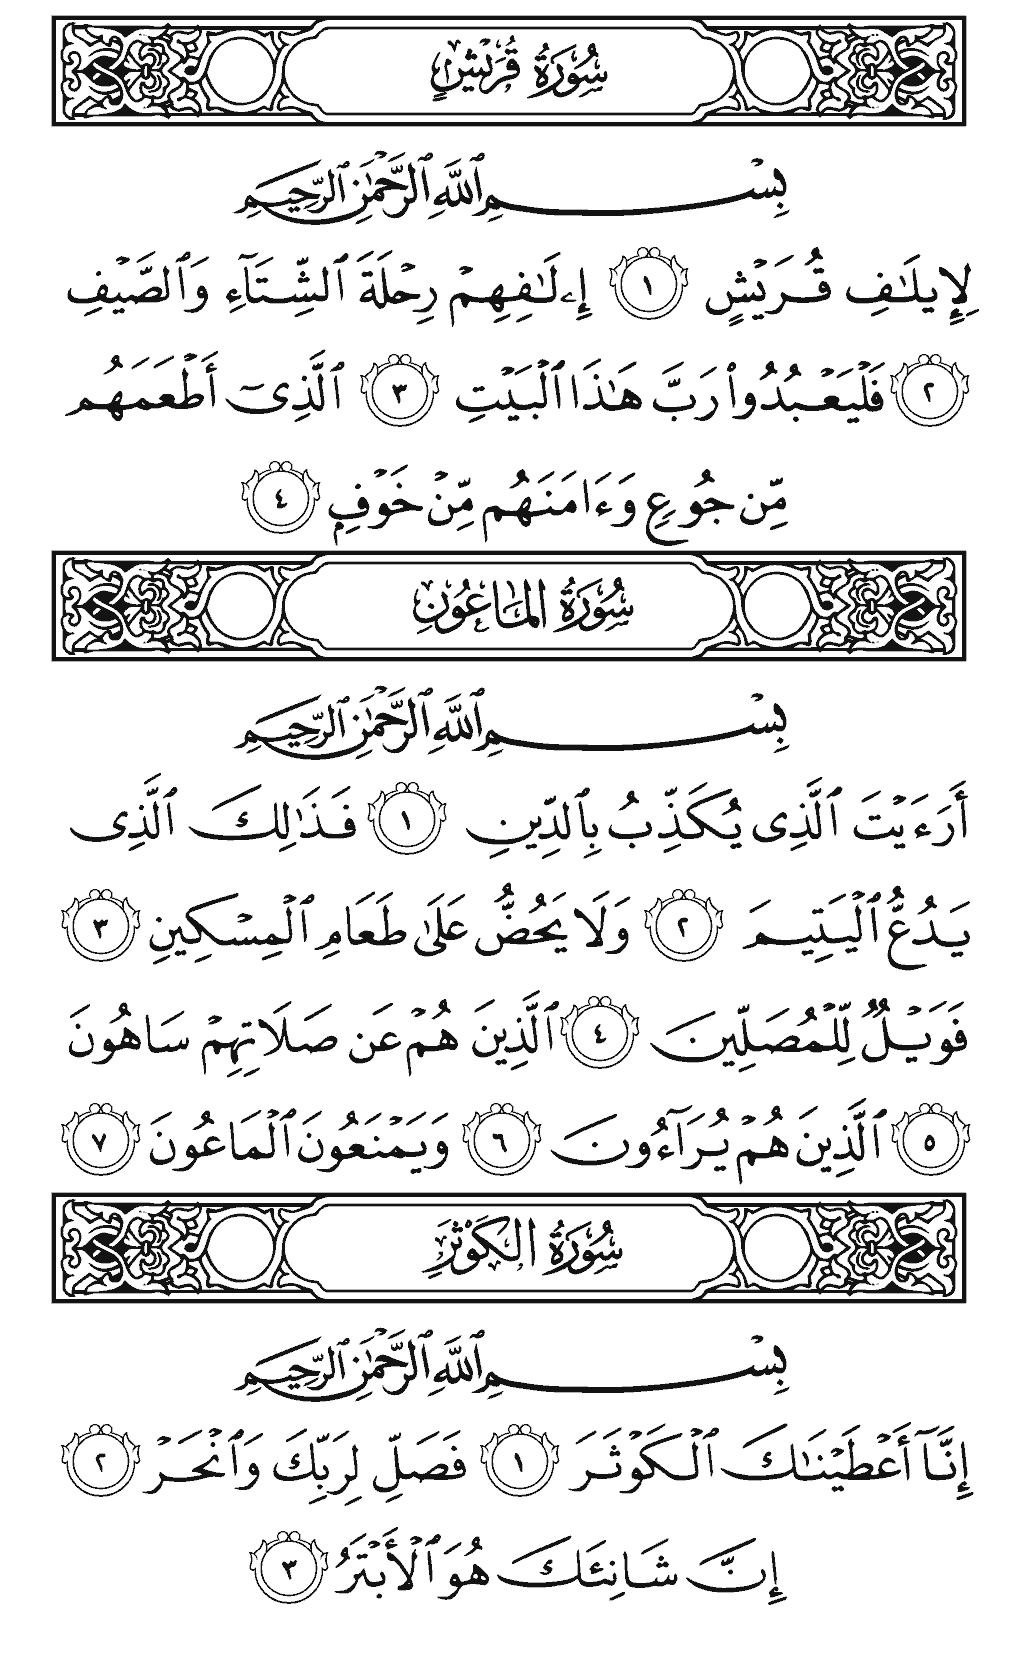 سُورَةُ قُرَيْشٍ
بِسْمِ ٱللَّهِ ٱلرَّحْمَٰنِ ٱلرَّحِيمِ
لِإِيلَٰفِ قُرَيْشٍ ١ إِۦلَٰفِهِمْ رِحْلَةَ ٱلشِّتَآءِ وَٱلصَّيْفِ
٢ فَلْيَعْبُدُوا۟ رَبَّ هَٰذَا ٱلْبَيْتِ ٣ ٱلَّذِىٓ أَطْعَمَهُم
مِّن جُوعٍ وَءَامَنَهُم مِّنْ خَوْفٍۭ ٤
سُورَةُ المَاعُونِ
بِسْمِ ٱللَّهِ ٱلرَّحْمَٰنِ ٱلرَّحِيمِ
أَرَءَيْتَ ٱلَّذِى يُكَذِّبُ بِٱلدِّينِ ١ فَذَٰلِكَ ٱلَّذِى
يَدُعُّ ٱلْيَتِيمَ ٢ وَلَا يَحُضُّ عَلَىٰ طَعَامِ ٱلْمِسْكِينِ ٣
فَوَيْلٌ لِّلْمُصَلِّينَ ٤ ٱلَّذِينَ هُمْ عَن صَلَاتِهِمْ سَاهُونَ
٥ ٱلَّذِينَ هُمْ يُرَآءُونَ ٦ وَيَمْنَعُونَ ٱلْمَاعُونَ ٧
سُورَةُ الكَوْثَرِ
بِسْمِ ٱللَّهِ ٱلرَّحْمَٰنِ ٱلرَّحِيمِ
إِنَّآ أَعْطَيْنَٰكَ ٱلْكَوْثَرَ ١ فَصَلِّ لِرَبِّكَ وَٱنْحَرْ ٢
إِنَّ شَانِئَكَ هُوَ ٱلْأَبْتَرُ ٣